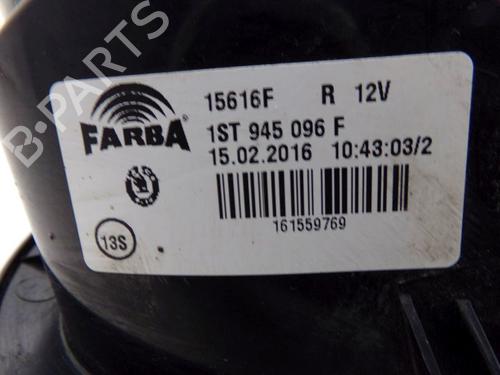 B-PARTS
FARBA
15616F R 12V
1ST 945 096 F
15.02.2016 10:43:03/2
161559769
13S